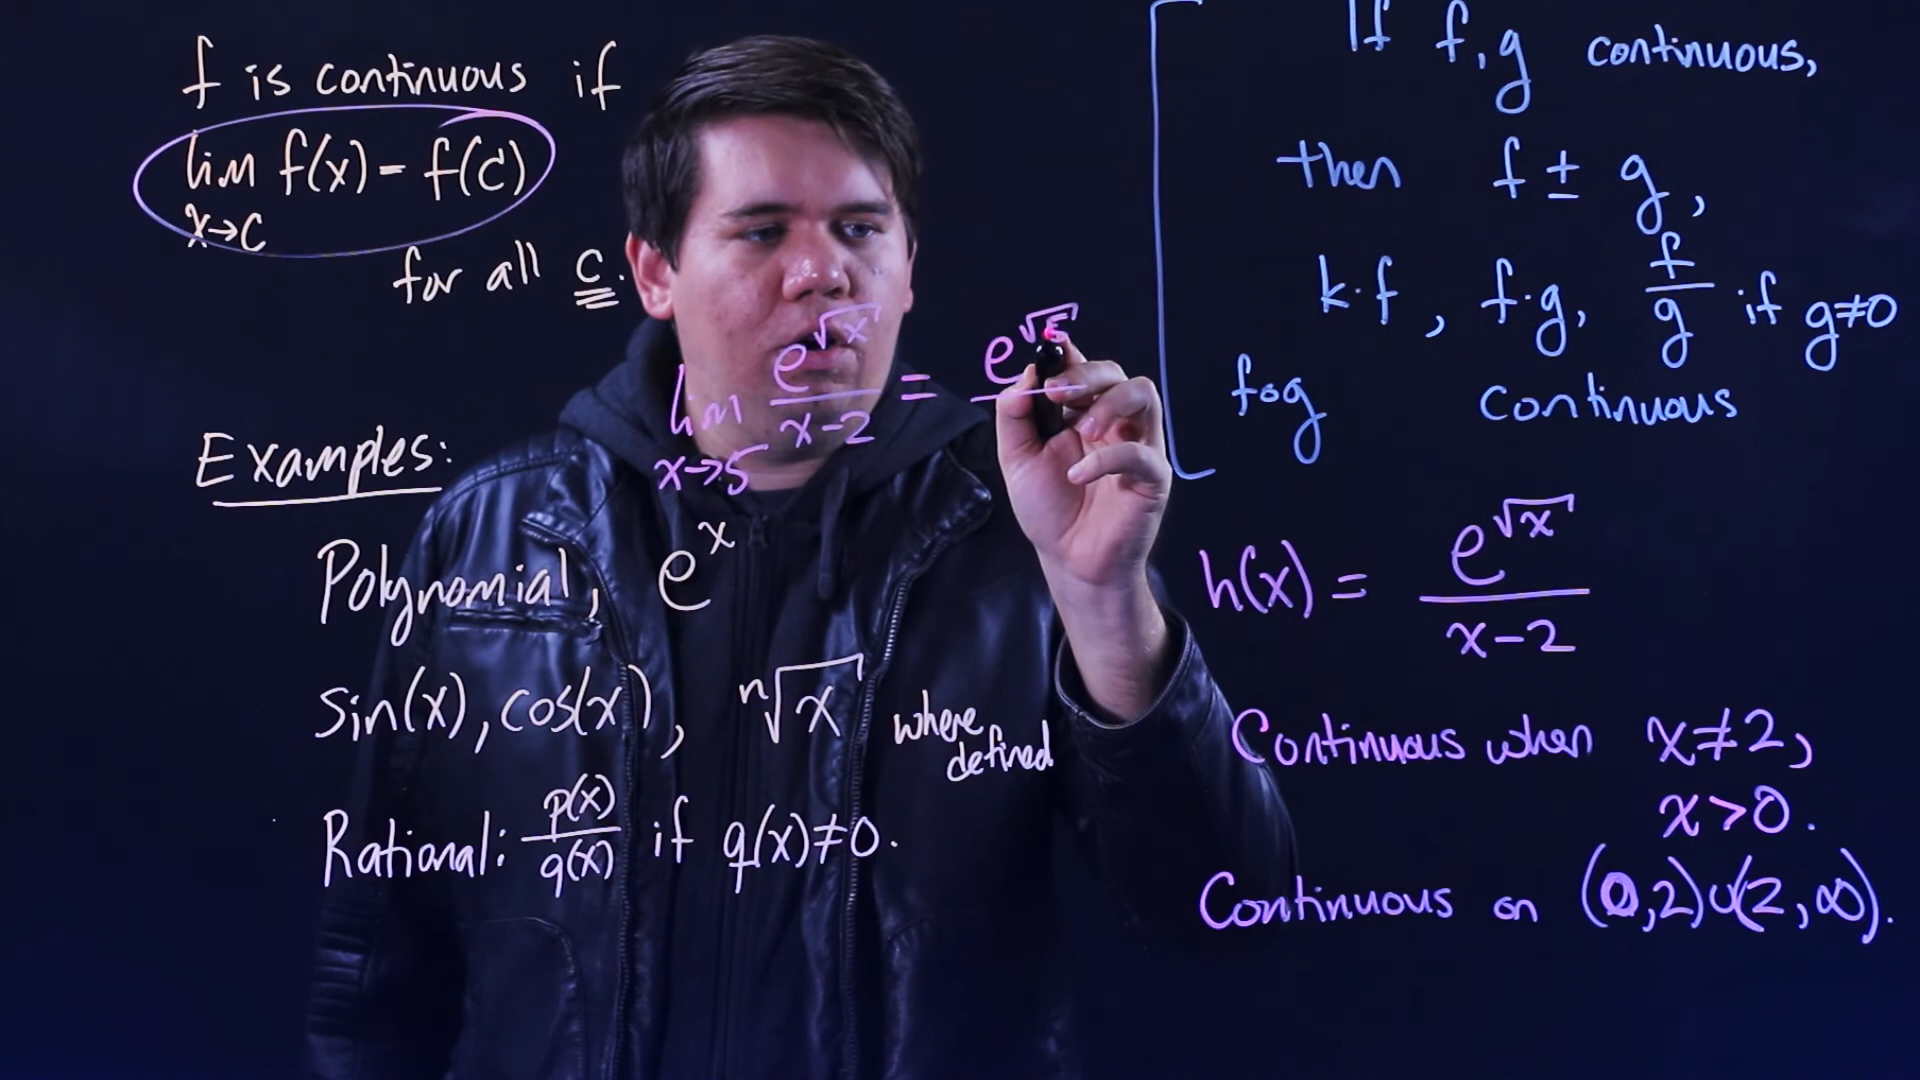 f is continuous if
lim f(x) = f(c)
x→c
for all c.
lim e^√x / x-2 = e^√5
x→5
Examples:
Polynomial, e^x
sin(x), cos(x), ⁿ√x where defined
Rational: p(x)/q(x) if q(x)≠0.
If f, g continuous,
then f ± g,
k·f, f·g, f/g if g≠0
fog continuous
h(x) = e^√x / x-2
Continuous when x≠2,
x>0.
Continuous on (0,2)∪(2,∞).